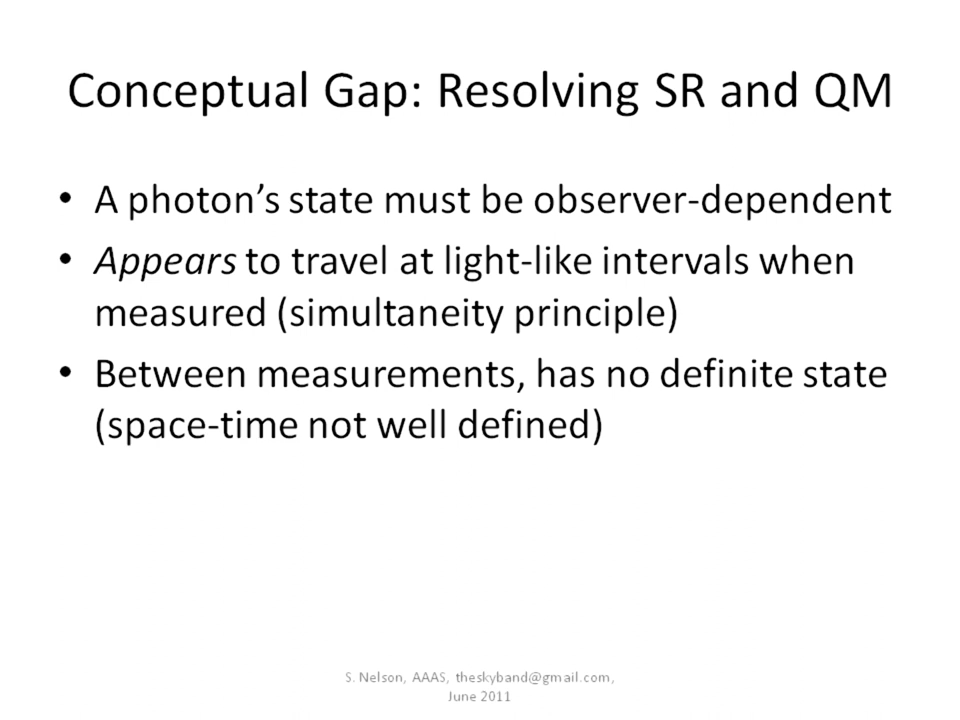 Conceptual Gap: Resolving SR and QM
• A photon’s state must be observer-dependent
• Appears to travel at light-like intervals when
measured (simultaneity principle)
• Between measurements, has no definite state
(space-time not well defined)
S. Nelson, AAAS, theskyband@gmail.com,
June 2011